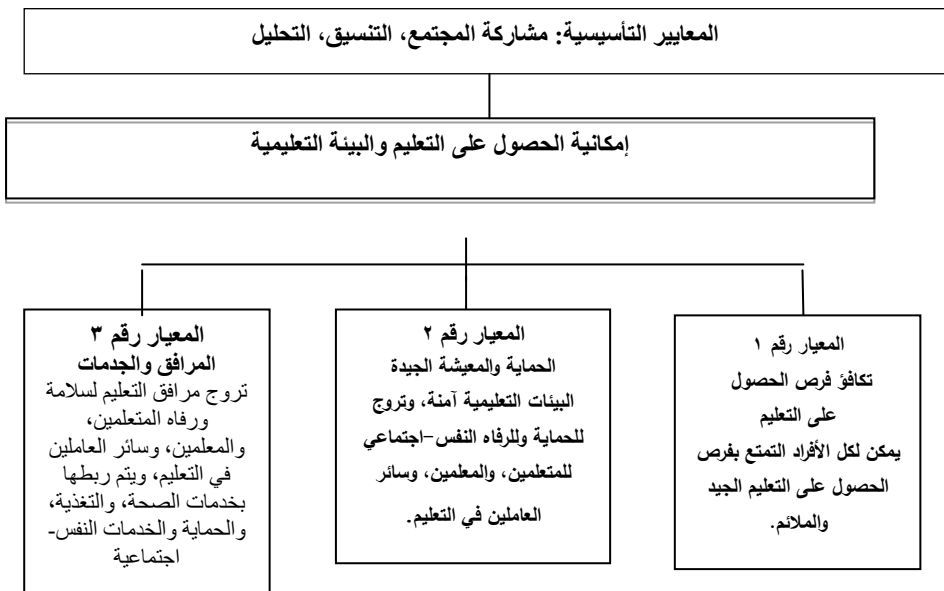 المعايير التأسيسية: مشاركة المجتمع، التنسيق، التحليل
إمكانية الحصول على التعليم والبيئة التعليمية
المعيار رقم ١
تكافؤ فرص الحصول
على التعليم
يمكن لكل الأفراد التمتع بفرص
الحصول على التعليم الجيد
والملائم.
المعيار رقم ٢
الحماية والمعيشة الجيدة
البيئات التعليمية آمنة، وتروج
للحماية وللرفاه النفس-اجتماعي
للمتعلمين، والمعلمين، وسائر
العاملين في التعليم.
المعيار رقم ٣
المرافق والجدمات
تروج مرافق التعليم لسلامة
ورفاه المتعلمين،
والمعلمين، وسائر العاملين
في التعليم، ويتم ربطها
بخدمات الصحة، والتغذية،
والحماية والخدمات النفس-
اجتماعية